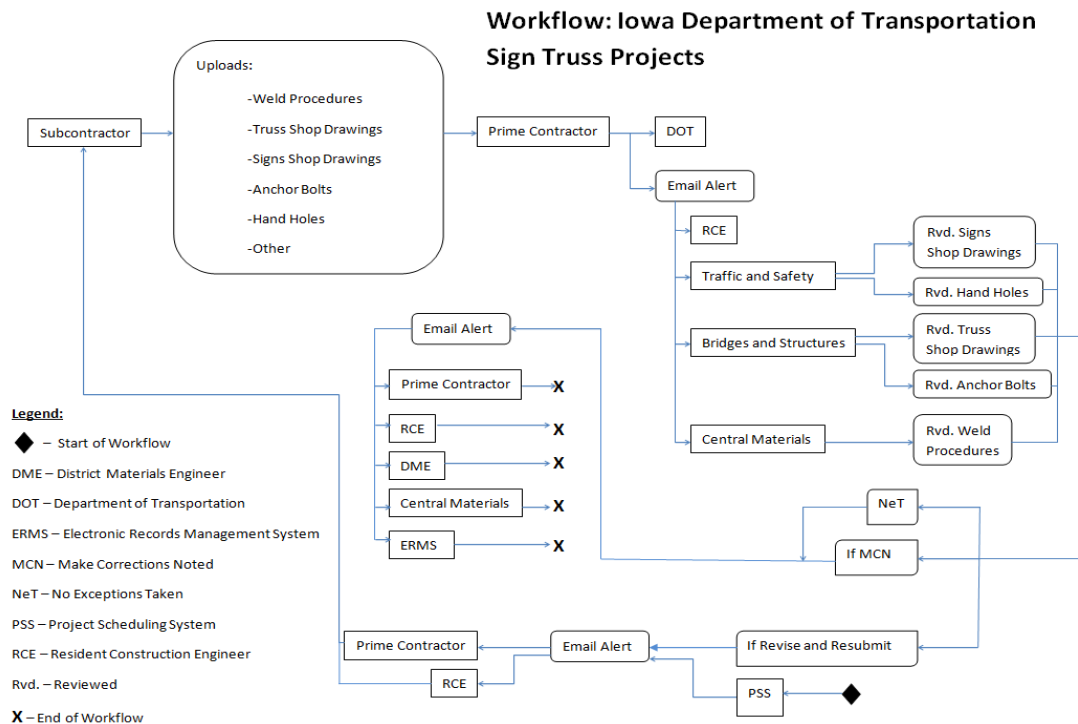 Workflow: Iowa Department of Transportation
Sign Truss Projects
Uploads:
-Weld Procedures
-Truss Shop Drawings
-Signs Shop Drawings
-Anchor Bolts
-Hand Holes
-Other
Subcontractor
Prime Contractor
DOT
Email Alert
RCE
Traffic and Safety
Rvd. Signs
Shop Drawings
Rvd. Hand Holes
Bridges and Structures
Rvd. Truss
Shop Drawings
Rvd. Anchor Bolts
Central Materials
Rvd. Weld
Procedures
Email Alert
Prime Contractor
X
RCE
X
DME
X
Central Materials
X
ERMS
X
NeT
If MCN
If Revise and Resubmit
Email Alert
Prime Contractor
RCE
PSS
Legend:
– Start of Workflow
DME – District Materials Engineer
DOT – Department of Transportation
ERMS – Electronic Records Management System
MCN – Make Corrections Noted
NeT – No Exceptions Taken
PSS – Project Scheduling System
RCE – Resident Construction Engineer
Rvd. – Reviewed
X – End of Workflow